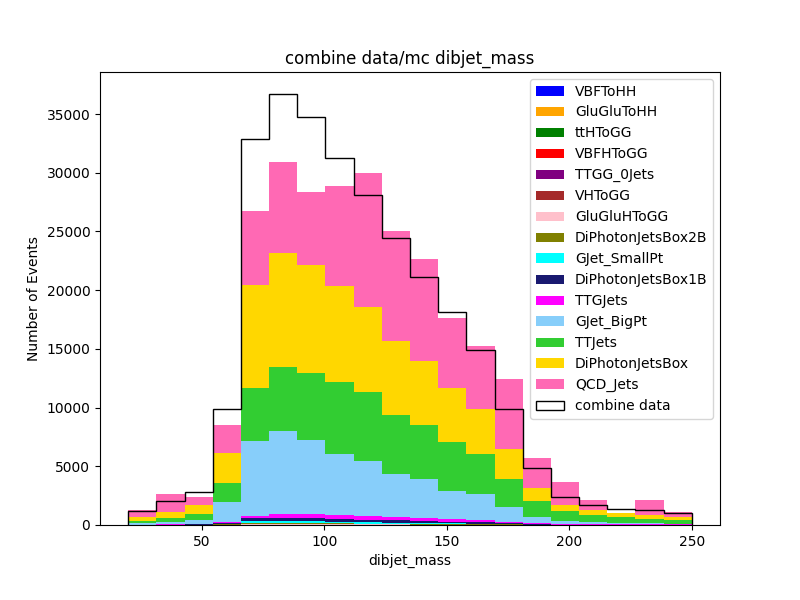 combine data/mc dibjet_mass
Number of Events
35000
30000
25000
20000
15000
10000
5000
0
50
100
150
200
250
dibjet_mass
VBFToHH
GluGluToHH
ttHToGG
VBFHToGG
TTGG_0Jets
VHToGG
GluGluHToGG
DiPhotonJetsBox2B
GJet_SmallPt
DiPhotonJetsBox1B
TTGJets
GJet_BigPt
TTJets
DiPhotonJetsBox
QCD_Jets
combine data